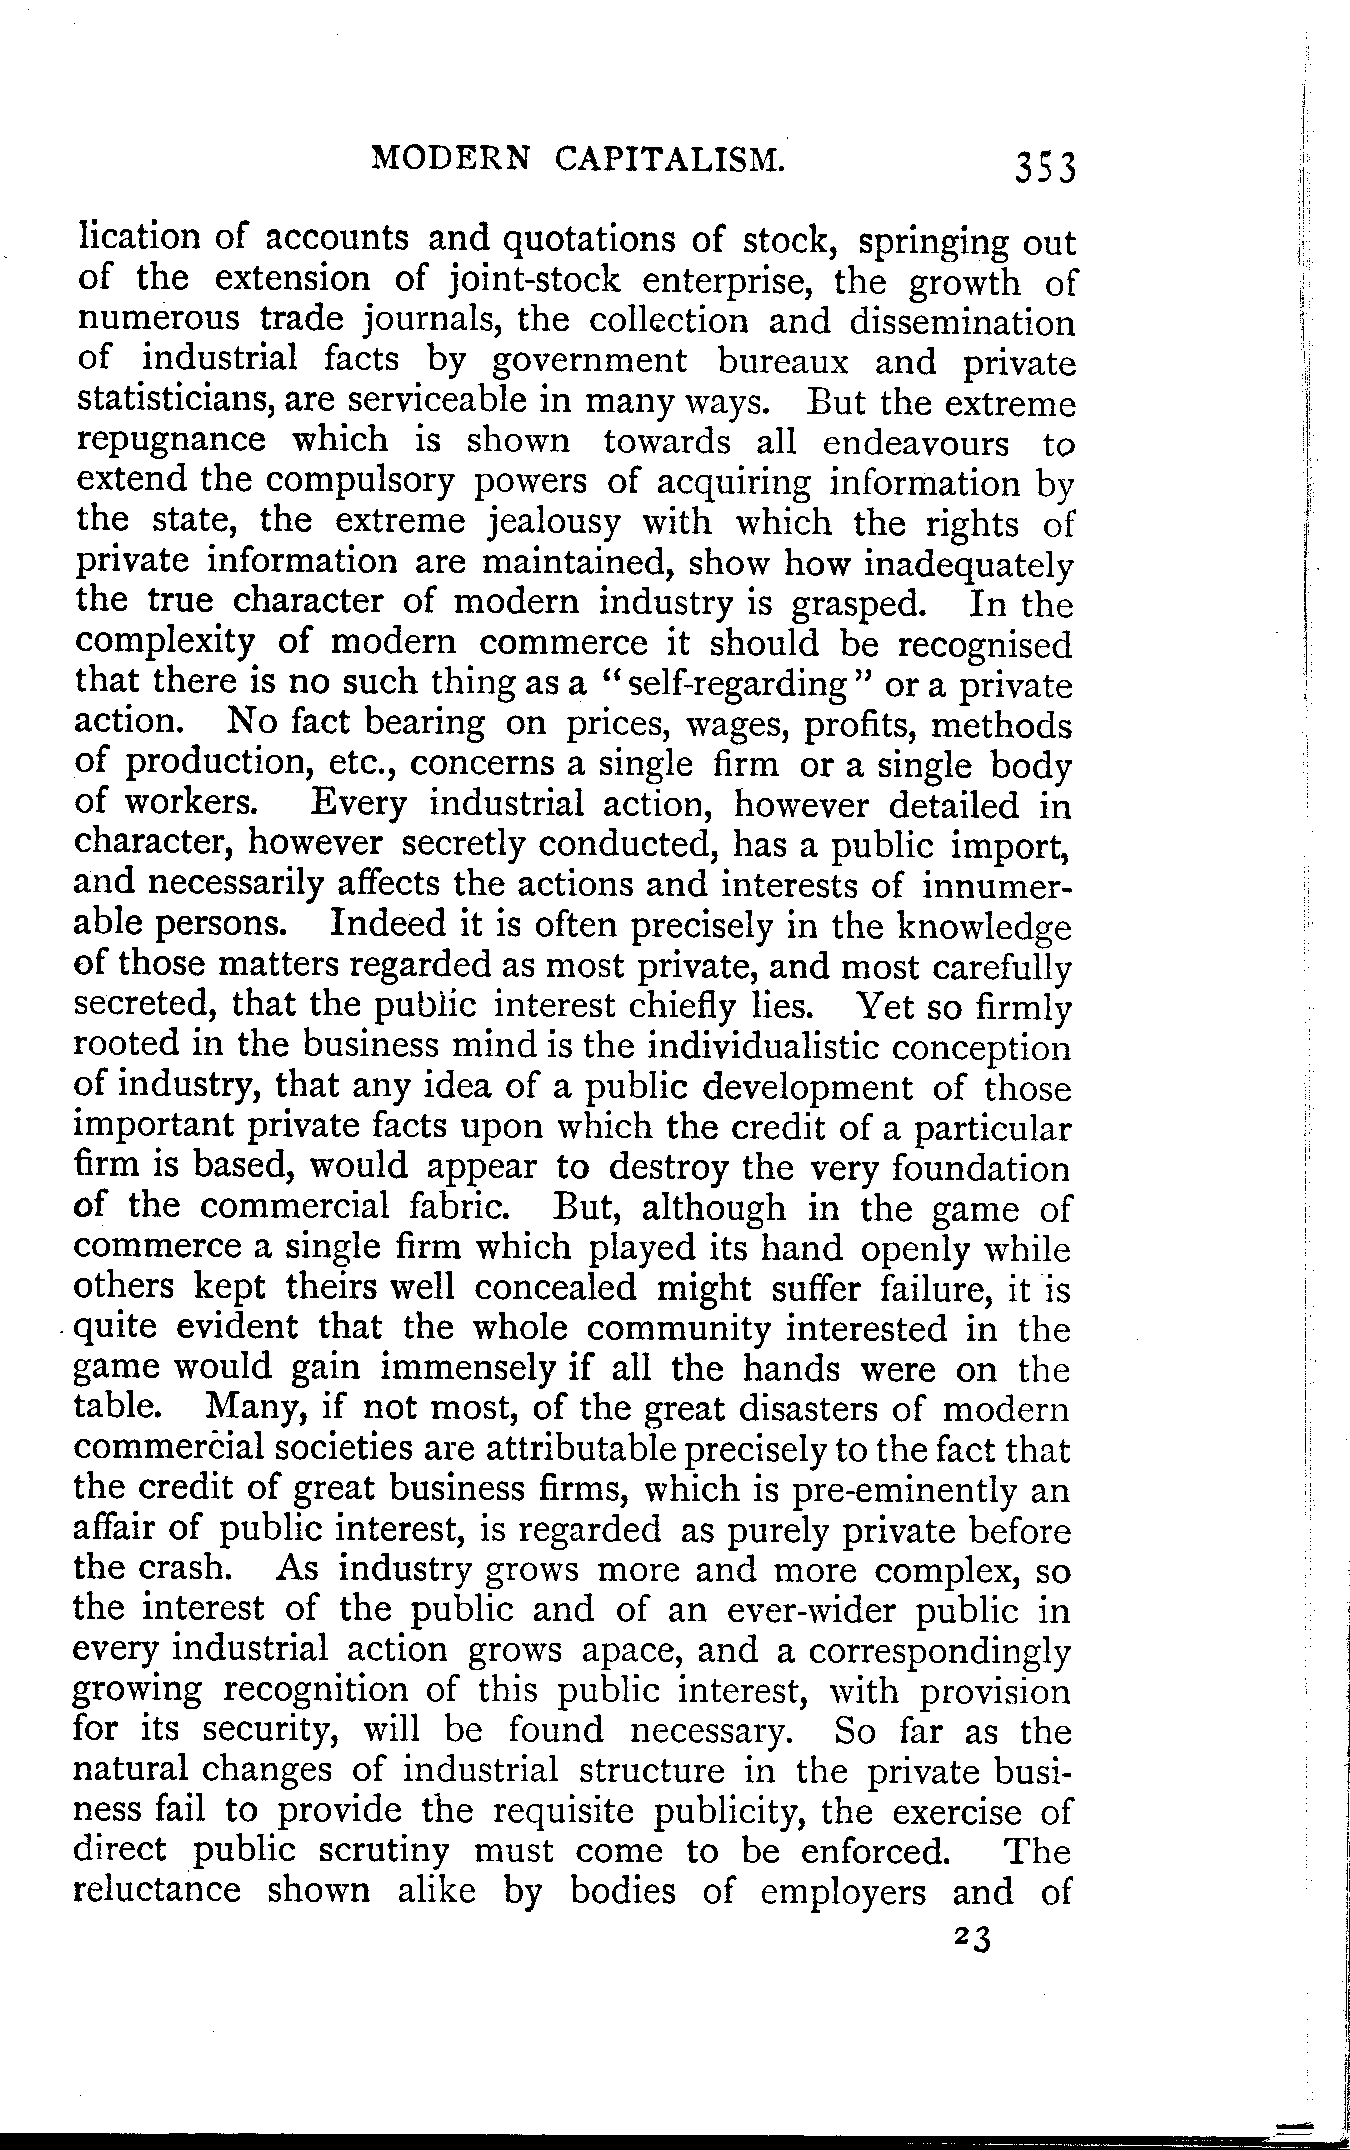 MODERN CAPITALISM. 353
lication of accounts and quotations of stock, springing out
of the extension of joint-stock enterprise, the growth of
numerous trade journals, the collection and dissemination
of industrial facts by government bureaux and private
statisticians, are serviceable in many ways. But the extreme
repugnance which is shown towards all endeavours to
extend the compulsory powers of acquiring information by
the state, the extreme jealousy with which the rights of
private information are maintained, show how inadequately
the true character of modern industry is grasped. In the
complexity of modern commerce it should be recognised
that there is no such thing as a "self-regarding" or a private
action. No fact bearing on prices, wages, profits, methods
of production, etc., concerns a single firm or a single body
of workers. Every industrial action, however detailed in
character, however secretly conducted, has a public import,
and necessarily affects the actions and interests of innumer-
able persons. Indeed it is often precisely in the knowledge
of those matters regarded as most private, and most carefully
secreted, that the public interest chiefly lies. Yet so firmly
rooted in the business mind is the individualistic conception
of industry, that any idea of a public development of those
important private facts upon which the credit of a particular
firm is based, would appear to destroy the very foundation
of the commercial fabric. But, although in the game of
commerce a single firm which played its hand openly while
others kept theirs well concealed might suffer failure, it is
quite evident that the whole community interested in the
game would gain immensely if all the hands were on the
table. Many, if not most, of the great disasters of modern
commercial societies are attributable precisely to the fact that
the credit of great business firms, which is pre-eminently an
affair of public interest, is regarded as purely private before
the crash. As industry grows more and more complex, so
the interest of the public and of an ever-wider public in
every industrial action grows apace, and a correspondingly
growing recognition of this public interest, with provision
for its security, will be found necessary. So far as the
natural changes of industrial structure in the private busi-
ness fail to provide the requisite publicity, the exercise of
direct public scrutiny must come to be enforced. The
reluctance shown alike by bodies of employers and of
23